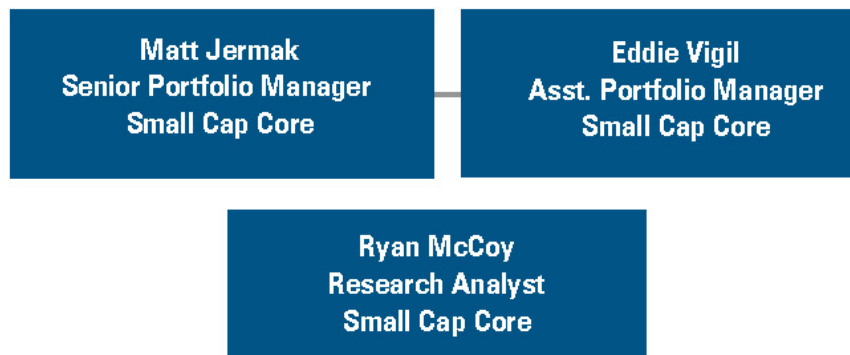 Matt Jermak
Senior Portfolio Manager
Small Cap Core
Eddie Vigil
Asst. Portfolio Manager
Small Cap Core
Ryan McCoy
Research Analyst
Small Cap Core